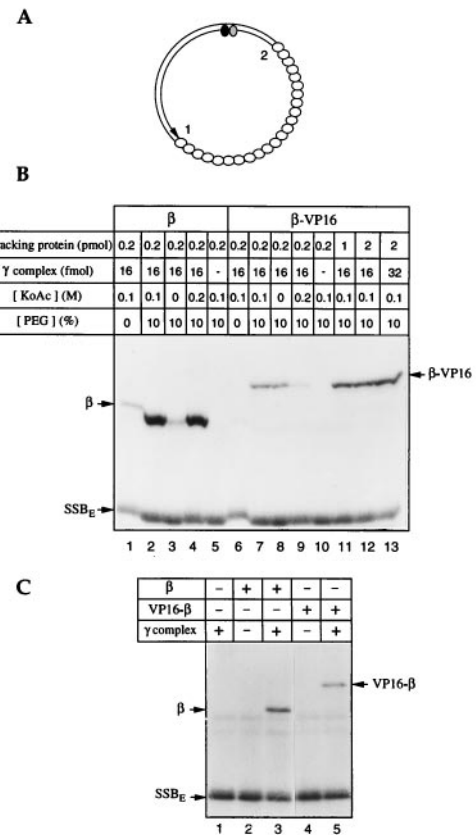 A
2
1
B
β β-VP16
acking protein (pmol) 0.2 0.2 0.2 0.2 0.2 0.2 0.2 0.2 0.2 0.2 1 2 2
γ complex (fmol) 16 16 16 16 - 16 16 16 16 - 16 16 32
[ KoAc ] (M) 0.1 0.1 0 0.2 0.1 0.1 0.1 0 0.2 0.1 0.1 0.1 0.1
[ PEG ] (%) 0 10 10 10 10 0 10 10 10 10 10 10 10
β-VP16
β
SSBE
1 2 3 4 5 6 7 8 9 10 11 12 13
C
β - + + - -
VP16-β - - - + +
γ complex + - + - +
VP16-β
β
SSBE
1 2 3 4 5